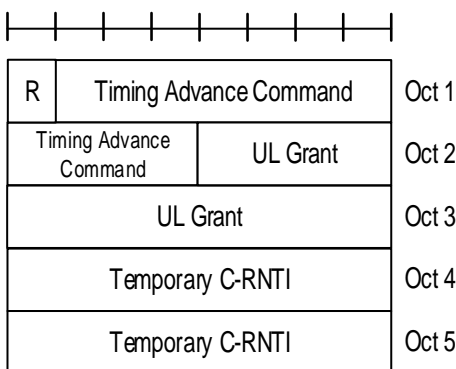 R Timing Advance Command Oct 1
Timing Advance
Command UL Grant Oct 2
UL Grant Oct 3
Temporary C-RNTI Oct 4
Temporary C-RNTI Oct 5